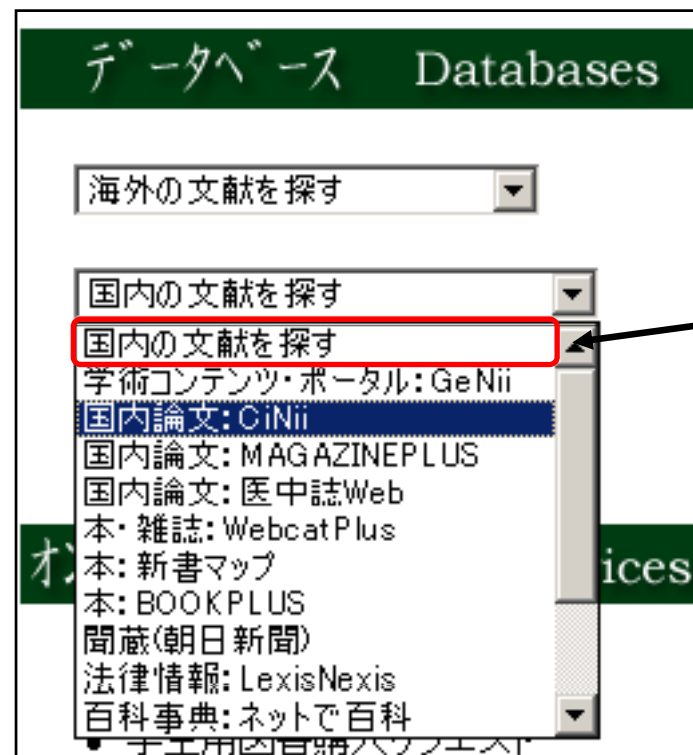 データベース Databases
海外の文献を探す
国内の文献を探す
国内の文献を探す
学術コンテンツ・ポータル：GeNii
国内論文：CiNii
国内論文：MAGAZINEPLUS
国内論文：医中誌Web
本・雑誌：WebcatPlus
本：新書マップ
本：BOOKPLUS
聞蔵(朝日新聞)
法律情報：LexisNexis
百科事典：ネットで百科